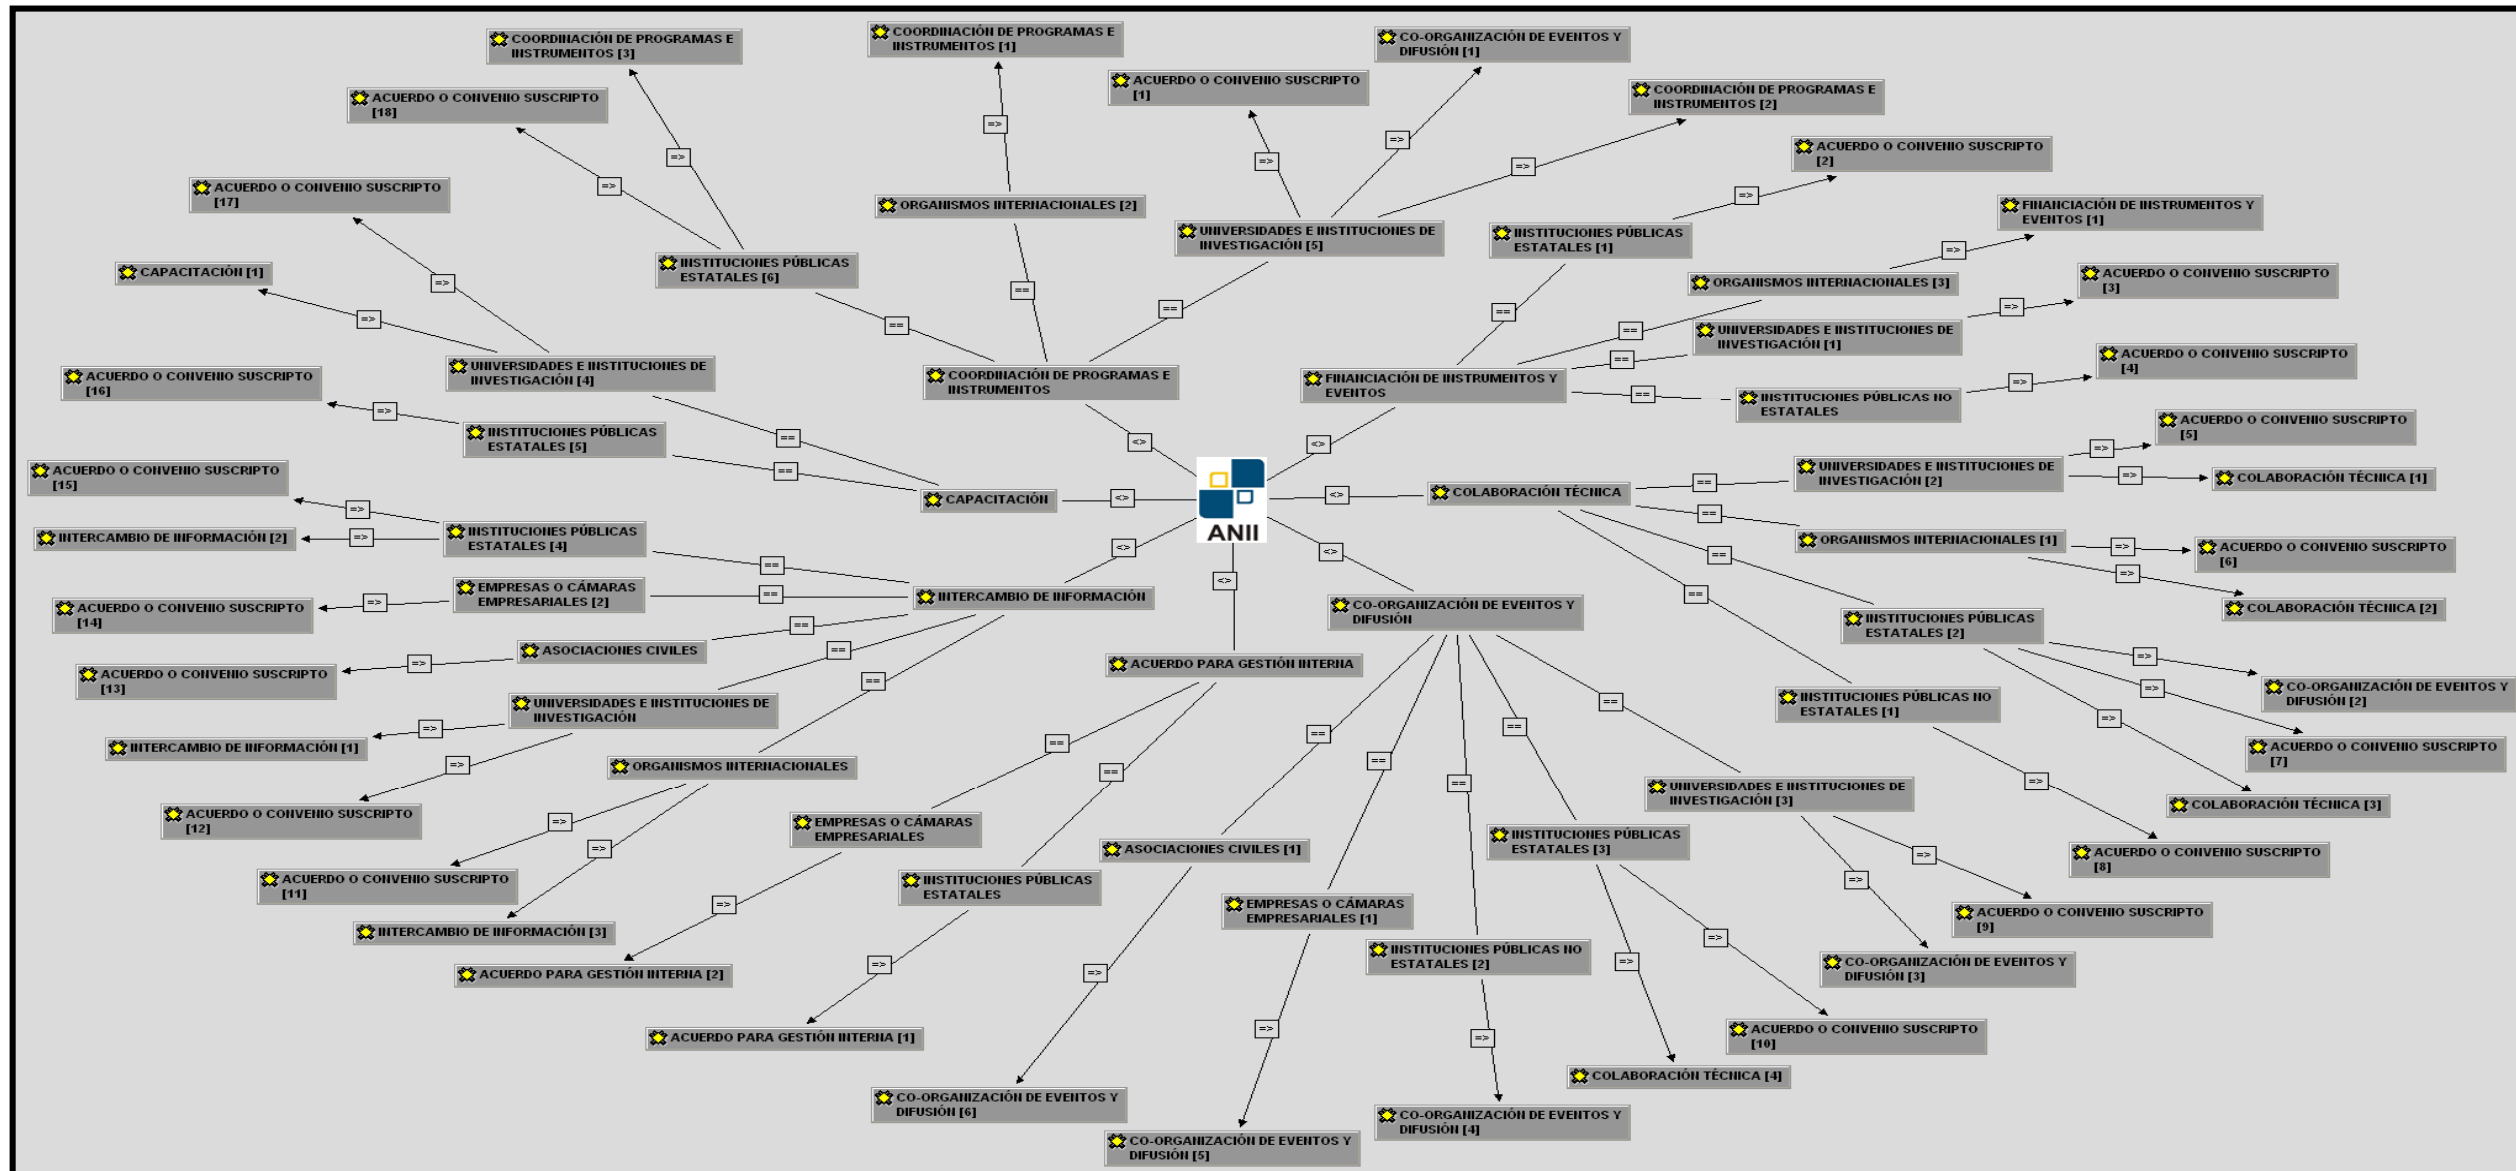 COORDINACIÓN DE PROGRAMAS E
INSTRUMENTOS [3]
COORDINACIÓN DE PROGRAMAS E
INSTRUMENTOS [1]
CO-ORGANIZACIÓN DE EVENTOS Y
DIFUSIÓN [1]
ACUERDO O CONVENIO SUSCRIPTO
[18]
ACUERDO O CONVENIO SUSCRIPTO
[1]
COORDINACIÓN DE PROGRAMAS E
INSTRUMENTOS [2]
=>
=>
=>
=>
=>
=>
ACUERDO O CONVENIO SUSCRIPTO
[2]
ACUERDO O CONVENIO SUSCRIPTO
[17]
=>
ORGANISMOS INTERNACIONALES [2]
FINANCIACIÓN DE INSTRUMENTOS Y
EVENTOS [1]
UNIVERSIDADES E INSTITUCIONES DE
INVESTIGACIÓN [5]
INSTITUCIONES PÚBLICAS
ESTATALES [1]
=>
CAPACITACIÓN [1]
INSTITUCIONES PÚBLICAS
ESTATALES [6]
ORGANISMOS INTERNACIONALES [3]
ACUERDO O CONVENIO SUSCRIPTO
[3]
=>
==
==
==
=>
=>
==
==
UNIVERSIDADES E INSTITUCIONES DE
INVESTIGACIÓN [1]
ACUERDO O CONVENIO SUSCRIPTO
[16]
UNIVERSIDADES E INSTITUCIONES DE
INVESTIGACIÓN [4]
COORDINACIÓN DE PROGRAMAS E
INSTRUMENTOS
FINANCIACIÓN DE INSTRUMENTOS Y
EVENTOS
==
==
INSTITUCIONES PÚBLICAS NO
ESTATALES
=>
ACUERDO O CONVENIO SUSCRIPTO
[4]
=>
INSTITUCIONES PÚBLICAS
ESTATALES [5]
==
<>
<>
ACUERDO O CONVENIO SUSCRIPTO
[5]
=>
ACUERDO O CONVENIO SUSCRIPTO
[15]
==
CAPACITACIÓN
<>
ANII
<>
COLABORACIÓN TÉCNICA
==
UNIVERSIDADES E INSTITUCIONES DE
INVESTIGACIÓN [2]
=>
COLABORACIÓN TÉCNICA [1]
=>
INTERCAMBIO DE INFORMACIÓN [2]
=>
INSTITUCIONES PÚBLICAS
ESTATALES [4]
==
<>
<>
<>
==
==
ORGANISMOS INTERNACIONALES [1]
=>
=>
ACUERDO O CONVENIO SUSCRIPTO
[6]
ACUERDO O CONVENIO SUSCRIPTO
[14]
=>
EMPRESAS O CÁMARAS
EMPRESARIALES [2]
==
INTERCAMBIO DE INFORMACIÓN
CO-ORGANIZACIÓN DE EVENTOS Y
DIFUSIÓN
==
INSTITUCIONES PÚBLICAS
ESTATALES [2]
COLABORACIÓN TÉCNICA [2]
ACUERDO O CONVENIO SUSCRIPTO
[13]
=>
ASOCIACIONES CIVILES
==
==
==
ACUERDO PARA GESTIÓN INTERNA
=>
=>
=>
CO-ORGANIZACIÓN DE EVENTOS Y
DIFUSIÓN [2]
INTERCAMBIO DE INFORMACIÓN [1]
=>
UNIVERSIDADES E INSTITUCIONES DE
INVESTIGACIÓN
==
==
==
INSTITUCIONES PÚBLICAS NO
ESTATALES [1]
ACUERDO O CONVENIO SUSCRIPTO
[7]
=>
ORGANISMOS INTERNACIONALES
==
==
==
==
UNIVERSIDADES E INSTITUCIONES DE
INVESTIGACIÓN [3]
=>
COLABORACIÓN TÉCNICA [3]
ACUERDO O CONVENIO SUSCRIPTO
[12]
=>
=>
EMPRESAS O CÁMARAS
EMPRESARIALES
ASOCIACIONES CIVILES [1]
INSTITUCIONES PÚBLICAS
ESTATALES [3]
=>
=>
ACUERDO O CONVENIO SUSCRIPTO
[8]
ACUERDO O CONVENIO SUSCRIPTO
[11]
INSTITUCIONES PÚBLICAS
ESTATALES
=>
EMPRESAS O CÁMARAS
EMPRESARIALES [1]
ACUERDO O CONVENIO SUSCRIPTO
[9]
INTERCAMBIO DE INFORMACIÓN [3]
INSTITUCIONES PÚBLICAS NO
ESTATALES [2]
=>
=>
ACUERDO PARA GESTIÓN INTERNA [2]
=>
=>
CO-ORGANIZACIÓN DE EVENTOS Y
DIFUSIÓN [3]
ACUERDO PARA GESTIÓN INTERNA [1]
=>
=>
ACUERDO O CONVENIO SUSCRIPTO
[10]
COLABORACIÓN TÉCNICA [4]
CO-ORGANIZACIÓN DE EVENTOS Y
DIFUSIÓN [6]
CO-ORGANIZACIÓN DE EVENTOS Y
DIFUSIÓN [4]
CO-ORGANIZACIÓN DE EVENTOS Y
DIFUSIÓN [5]